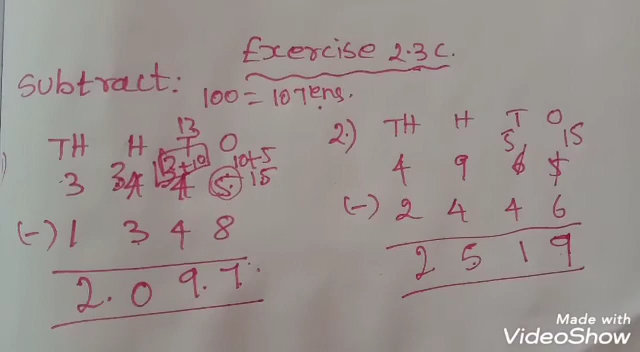 Exercise 2.3c.
Subtract:
100 = 10 Tens.
13
TH H T O
3+10 10+5
3 3 4 4 5 15
(-) 1 3 4 8
2. 0 9. 7
2.) TH H T O
5 15
4 9 6 5
(-) 2 4 4 6
2 5 1 9
Made with
VideoShow